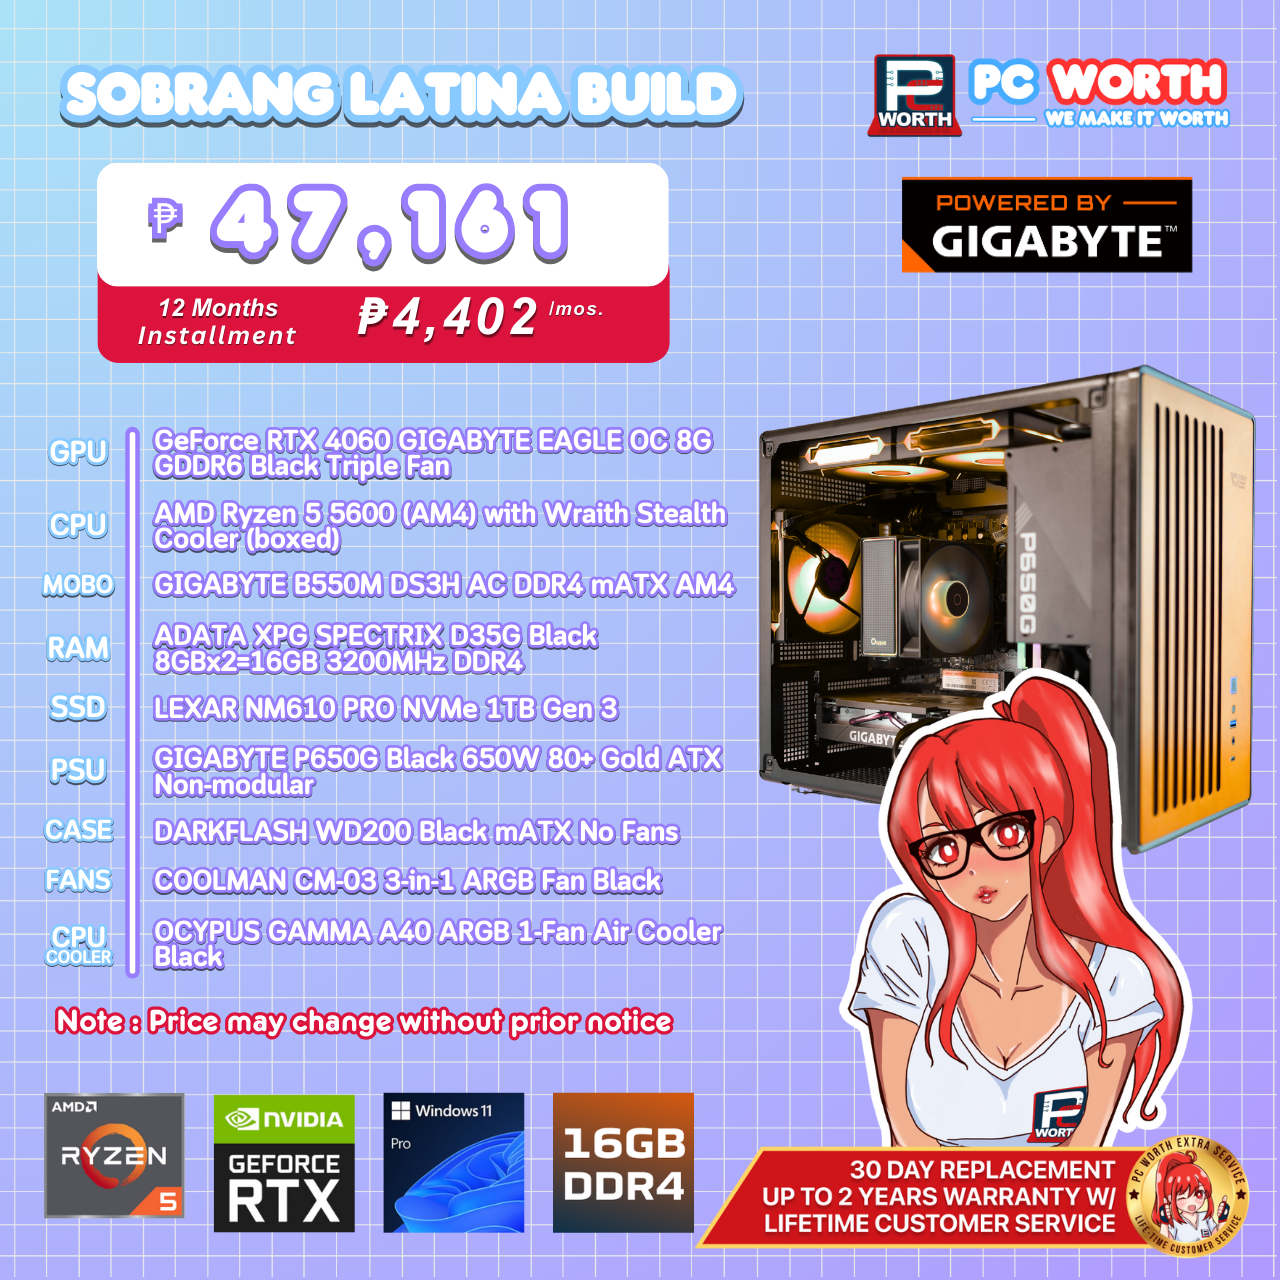 SOBRANG LATINA BUILD
PC WORTH
PC WORTH
WE MAKE IT WORTH
POWERED BY
GIGABYTE™
₱ 47,161
12 Months
Installment
₱4,402 /mos.
GPU
GeForce RTX 4060 GIGABYTE EAGLE OC 8G
GDDR6 Black Triple Fan
CPU
AMD Ryzen 5 5600 (AM4) with Wraith Stealth
Cooler (boxed)
MOBO
GIGABYTE B550M DS3H AC DDR4 mATX AM4
RAM
ADATA XPG SPECTRIX D35G Black
8GBx2=16GB 3200MHz DDR4
SSD
LEXAR NM610 PRO NVMe 1TB Gen 3
PSU
GIGABYTE P650G Black 650W 80+ Gold ATX
Non-modular
CASE
DARKFLASH WD200 Black mATX No Fans
FANS
COOLMAN CM-03 3-in-1 ARGB Fan Black
CPU
COOLER
OCYPUS GAMMA A40 ARGB 1-Fan Air Cooler
Black
Note : Price may change without prior notice
P650G
Ocypus
GIGABYT
PC
WORT
AMD
RYZEN
5
NVIDIA
GEFORCE
RTX
Windows 11
Pro
16GB
DDR4
30 DAY REPLACEMENT
UP TO 2 YEARS WARRANTY W/
LIFETIME CUSTOMER SERVICE
PC WORTH EXTRA SERVICE
LIFE-TIME CUSTOMER SERVICE